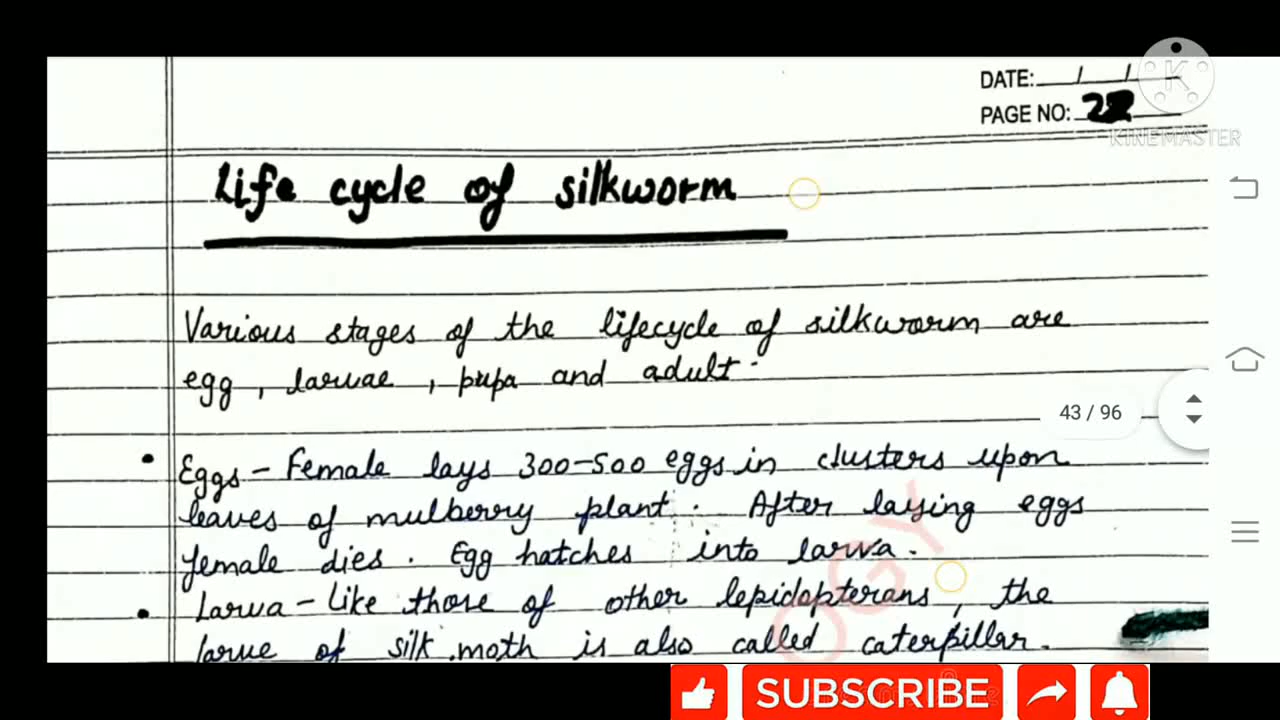 DATE: / /
PAGE NO: 22
KINEMASTER
Life cycle of silkworm
Various stages of the lifecycle of silkworm are
egg, larvae, pupa and adult.
43 / 96
• Eggs - Female lays 300-500 eggs in clusters upon
leaves of mulberry plant. After laying eggs
female dies. Egg hatches into larva.
• Larva - Like those of other lepidopterans, the
larve of silk moth is also called caterpillar.
OGY
SUBSCRIBE